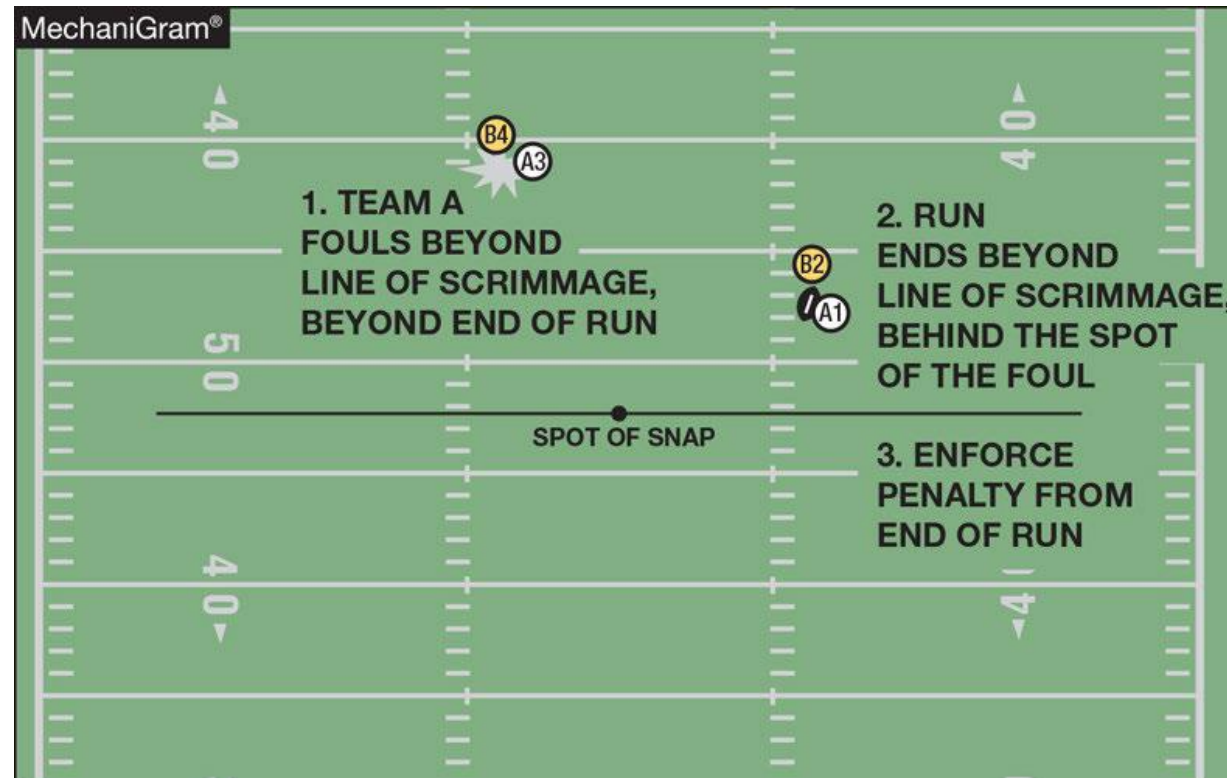 MechaniGram®
◄40
40►
B4
A3
1. TEAM A
FOULS BEYOND
LINE OF SCRIMMAGE,
BEYOND END OF RUN
2. RUN
ENDS BEYOND
LINE OF SCRIMMAGE,
BEHIND THE SPOT
OF THE FOUL
B2
A1
50
SPOT OF SNAP
3. ENFORCE
PENALTY FROM
END OF RUN
40
4